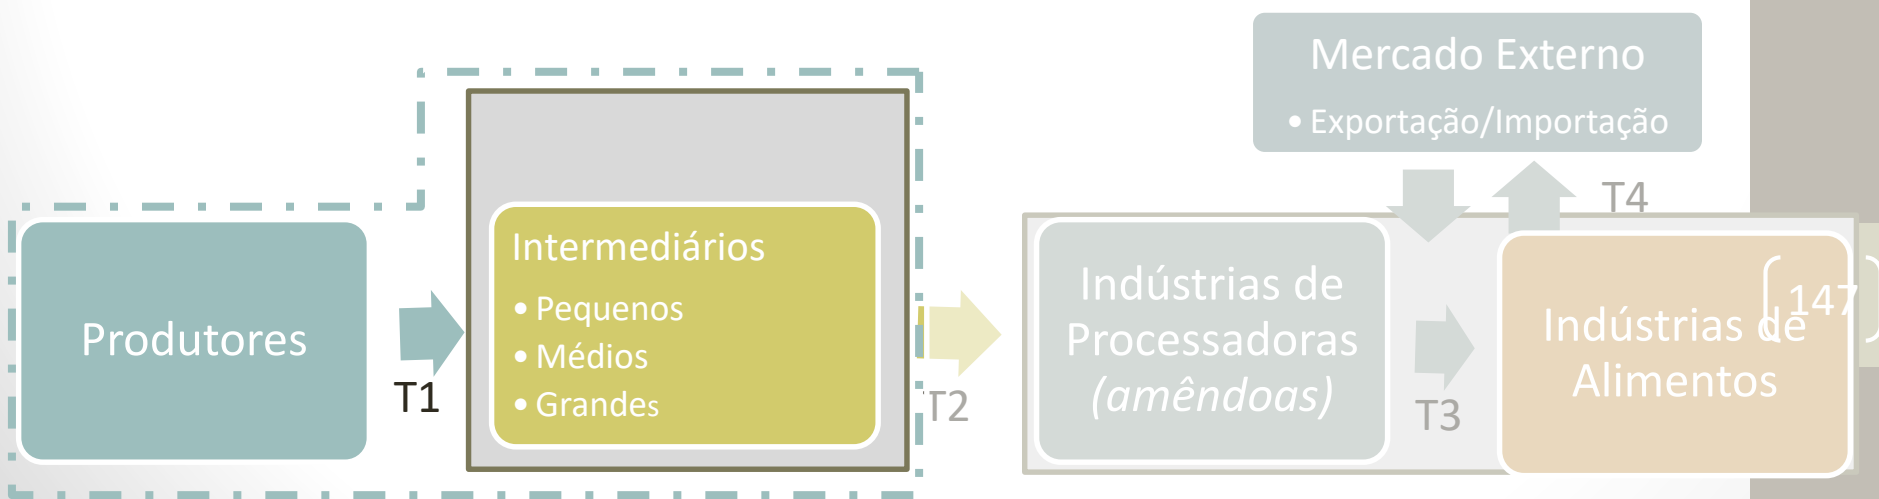 Mercado Externo
• Exportação/Importação
T4
Produtores
T1
Intermediários
• Pequenos
• Médios
• Grandes
T2
Indústrias de
Processadoras
(amêndoas)
T3
Indústrias de
Alimentos
147